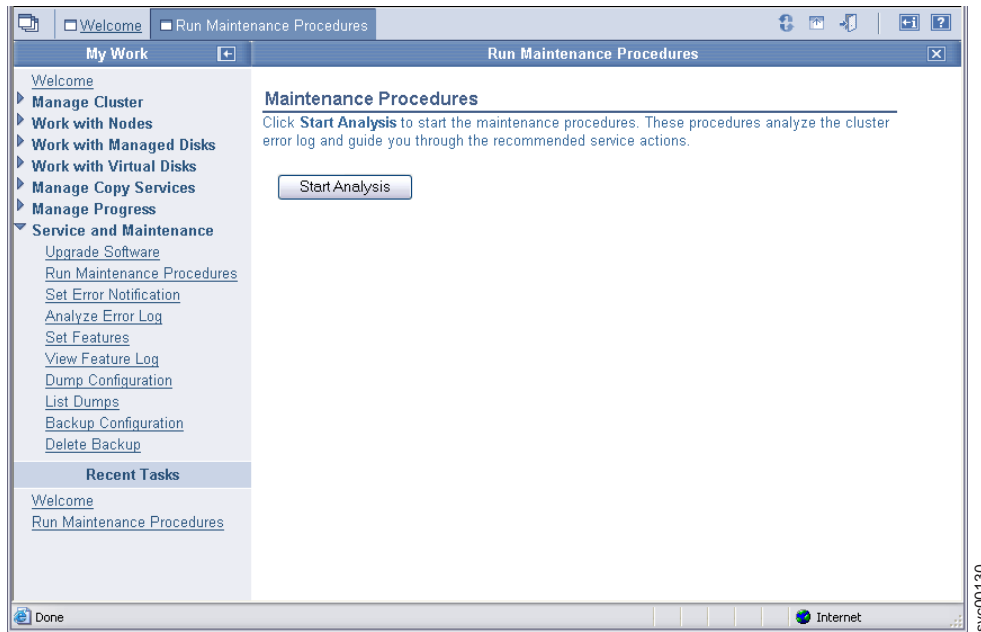 Welcome Run Maintenance Procedures
My Work
Run Maintenance Procedures
Welcome
Manage Cluster
Work with Nodes
Work with Managed Disks
Work with Virtual Disks
Manage Copy Services
Manage Progress
Service and Maintenance
Upgrade Software
Run Maintenance Procedures
Set Error Notification
Analyze Error Log
Set Features
View Feature Log
Dump Configuration
List Dumps
Backup Configuration
Delete Backup
Recent Tasks
Welcome
Run Maintenance Procedures
Maintenance Procedures
Click Start Analysis to start the maintenance procedures. These procedures analyze the cluster
error log and guide you through the recommended service actions.
Start Analysis
Done
Internet
svc00130